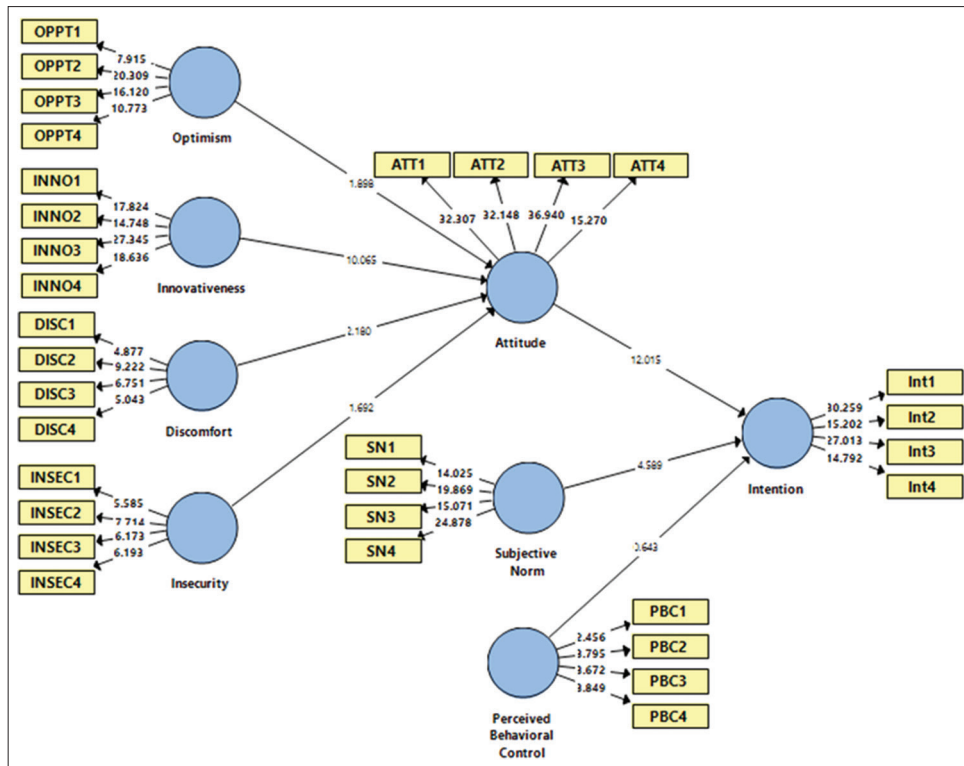 OPPT1
OPPT2
OPPT3
OPPT4
7.915
20.309
16.120
10.773
Optimism
INNO1
INNO2
INNO3
INNO4
17.824
14.748
27.345
18.636
Innovativeness
DISC1
DISC2
DISC3
DISC4
4.877
9.222
6.751
5.043
Discomfort
INSEC1
INSEC2
INSEC3
INSEC4
5.585
7.714
6.173
6.193
Insecurity
1.898
10.065
2.180
1.692
ATT1
ATT2
ATT3
ATT4
32.307
32.148
36.940
15.270
Attitude
12.015
SN1
SN2
SN3
SN4
14.025
19.869
15.071
24.878
Subjective
Norm
4.589
0.643
Int1
Int2
Int3
Int4
30.259
15.202
27.013
14.792
Intention
PBC1
PBC2
PBC3
PBC4
2.456
3.795
3.672
3.849
Perceived
Behavioral
Control